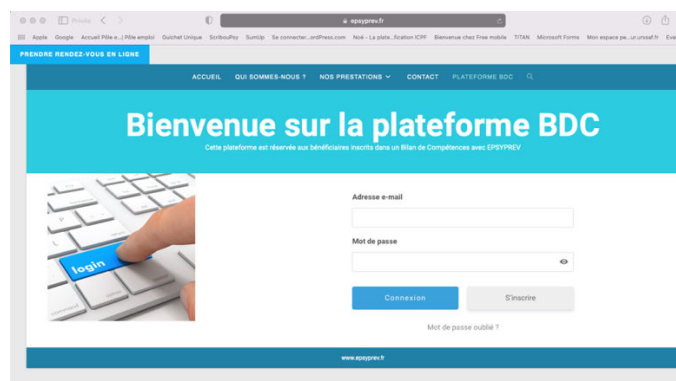 Privée
epsyprev.fr
Apple Google Accueil Pôle e...) Pôle emploi Guichet Unique ScribouPsy SumUp Se connecter...ordPress.com Noé - La plate...fication ICPF Bienvenue chez Free mobile TITAN Microsoft Forms Mon espace pe...ur.urssaf.fr
PRENDRE RENDEZ-VOUS EN LIGNE
ACCUEIL QUI SOMMES-NOUS ? NOS PRESTATIONS CONTACT PLATEFORME BDC
Bienvenue sur la plateforme BDC
Cette plateforme est réservée aux bénéficiaires inscrits dans un Bilan de Compétences avec EPSYPREV
Adresse e-mail
Mot de passe
login
Connexion S'inscrire
Mot de passe oublié ?
www.epsyprev.fr